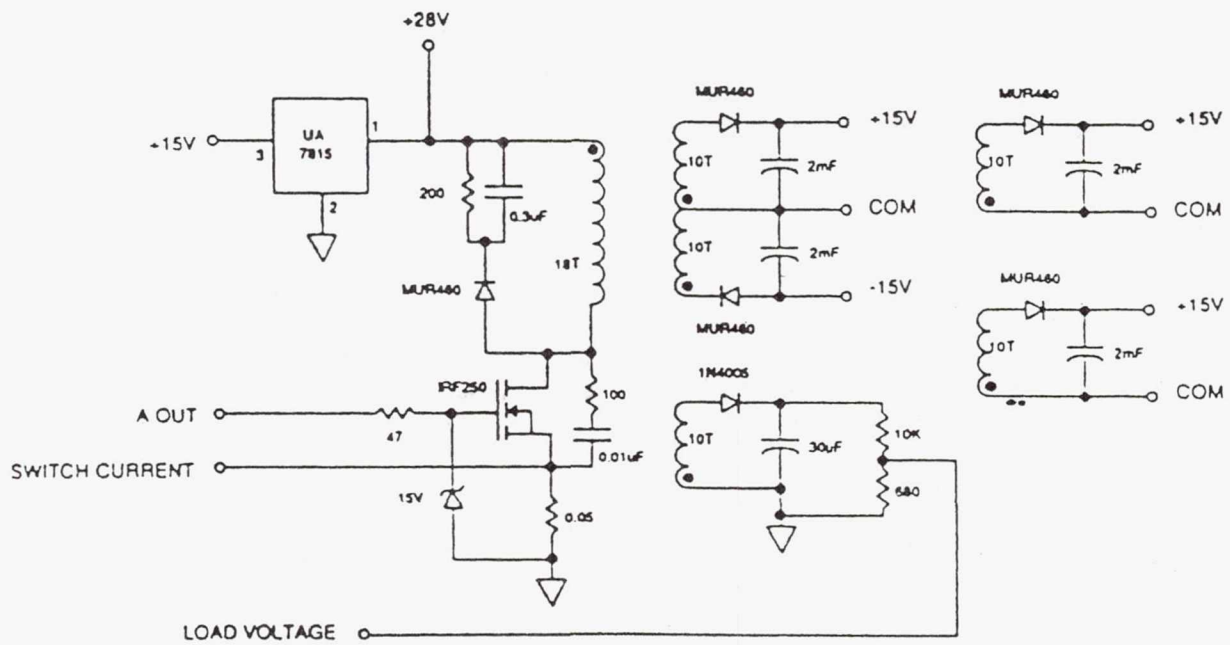 +28V
+15V
3
UA
7815
1
2
200
0.3uF
18T
MUR460
IRF250
100
0.01uF
A OUT
47
SWITCH CURRENT
15V
0.05
LOAD VOLTAGE
MUR460
+15V
10T
2mF
COM
10T
2mF
-15V
MUR460
1N4005
10T
30uF
10K
680
MUR460
+15V
10T
2mF
COM
MUR460
+15V
10T
2mF
COM